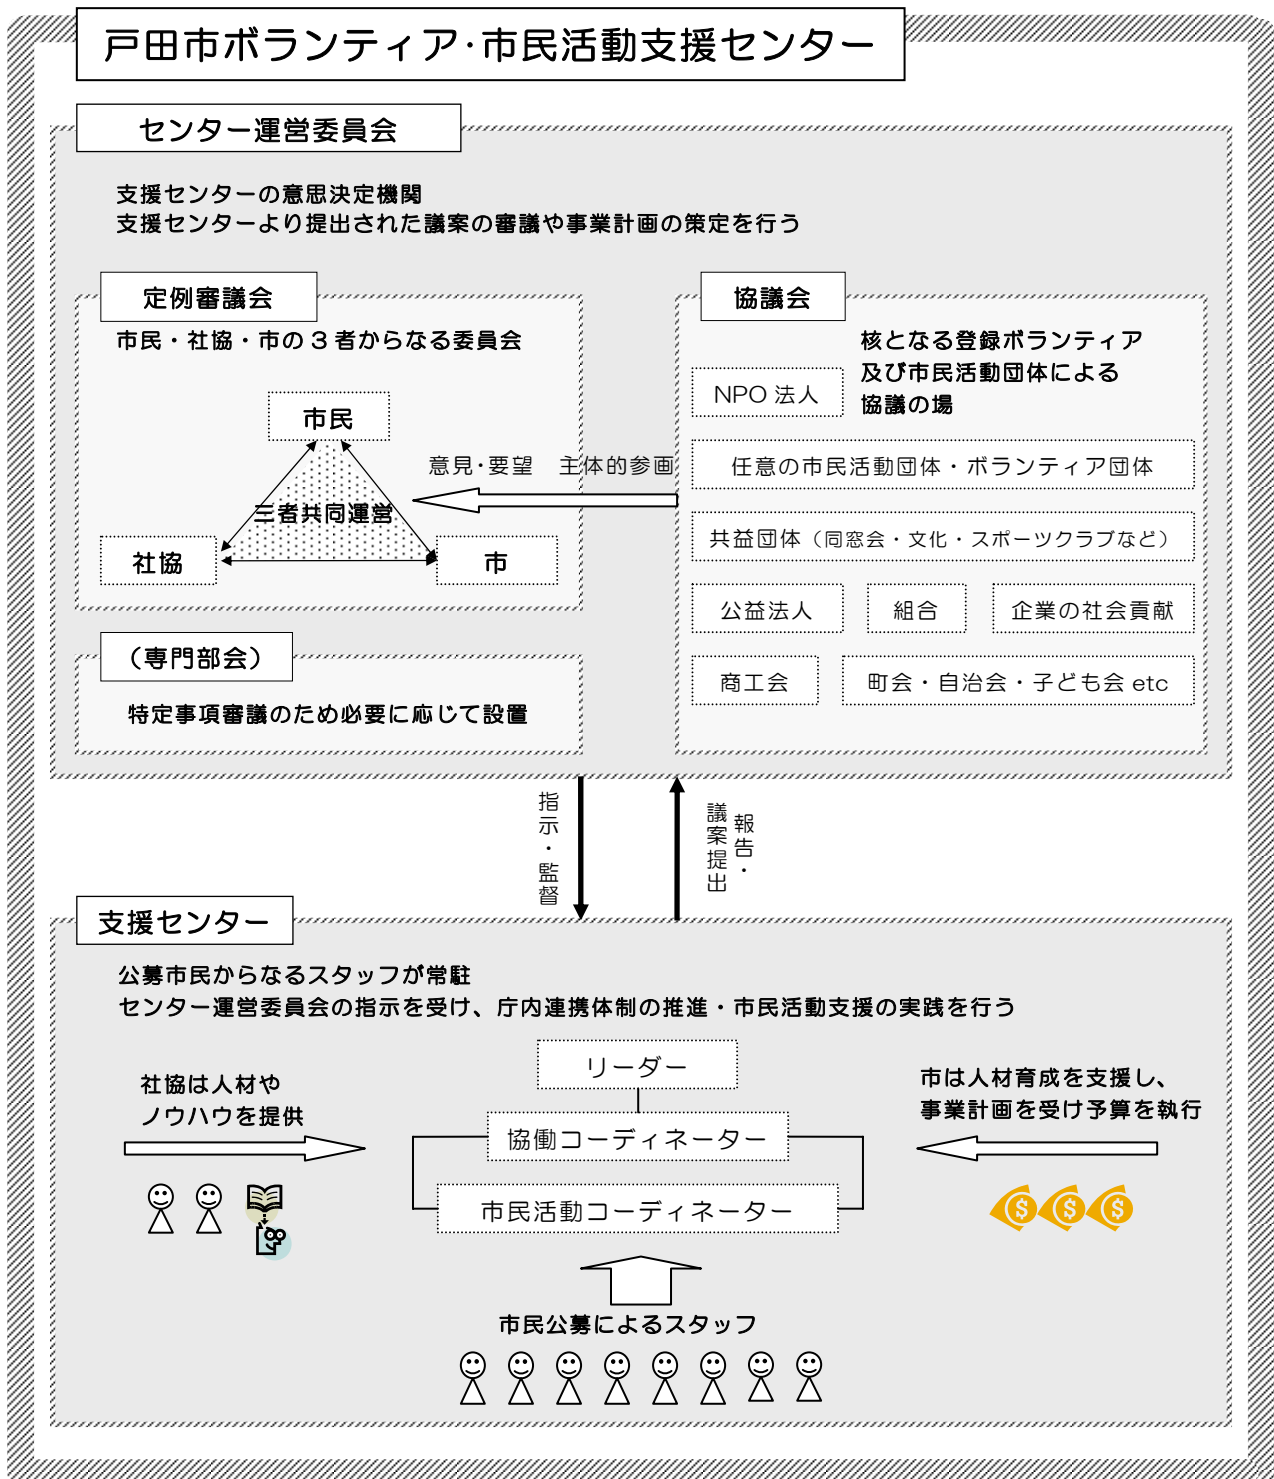 戸田市ボランティア･市民活動支援センター
センター運営委員会
支援センターの意思決定機関
支援センターより提出された議案の審議や事業計画の策定を行う
定例審議会
市民・社協・市の３者からなる委員会
市民
三者共同運営
社協
市
意見･要望　主体的参画
（専門部会）
特定事項審議のため必要に応じて設置
協議会
核となる登録ボランティア
及び市民活動団体による
協議の場
NPO 法人
任意の市民活動団体・ボランティア団体
共益団体（同窓会・文化・スポーツクラブなど）
公益法人
組合
企業の社会貢献
商工会
町会・自治会・子ども会 etc
指示・監督
報告・
議案提出
支援センター
公募市民からなるスタッフが常駐
センター運営委員会の指示を受け、庁内連携体制の推進・市民活動支援の実践を行う
社協は人材や
ノウハウを提供
リーダー
協働コーディネーター
市民活動コーディネーター
市は人材育成を支援し、
事業計画を受け予算を執行
$ $ $
市民公募によるスタッフ